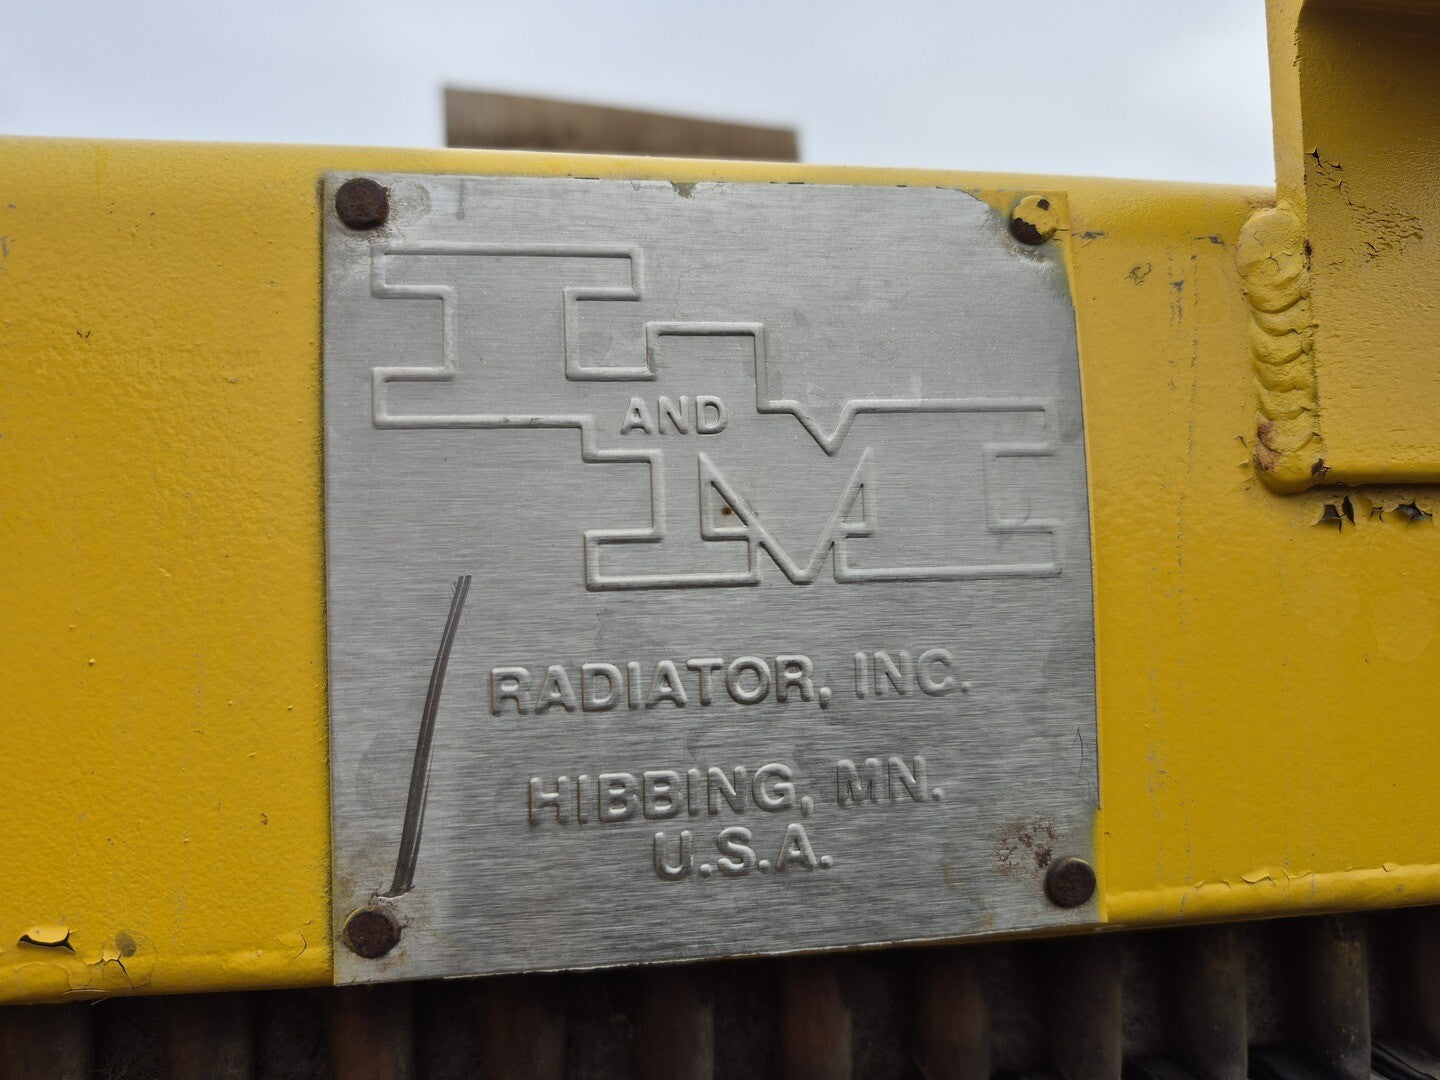 I AND M
RADIATOR, INC.
HIBBING, MN.
U.S.A.